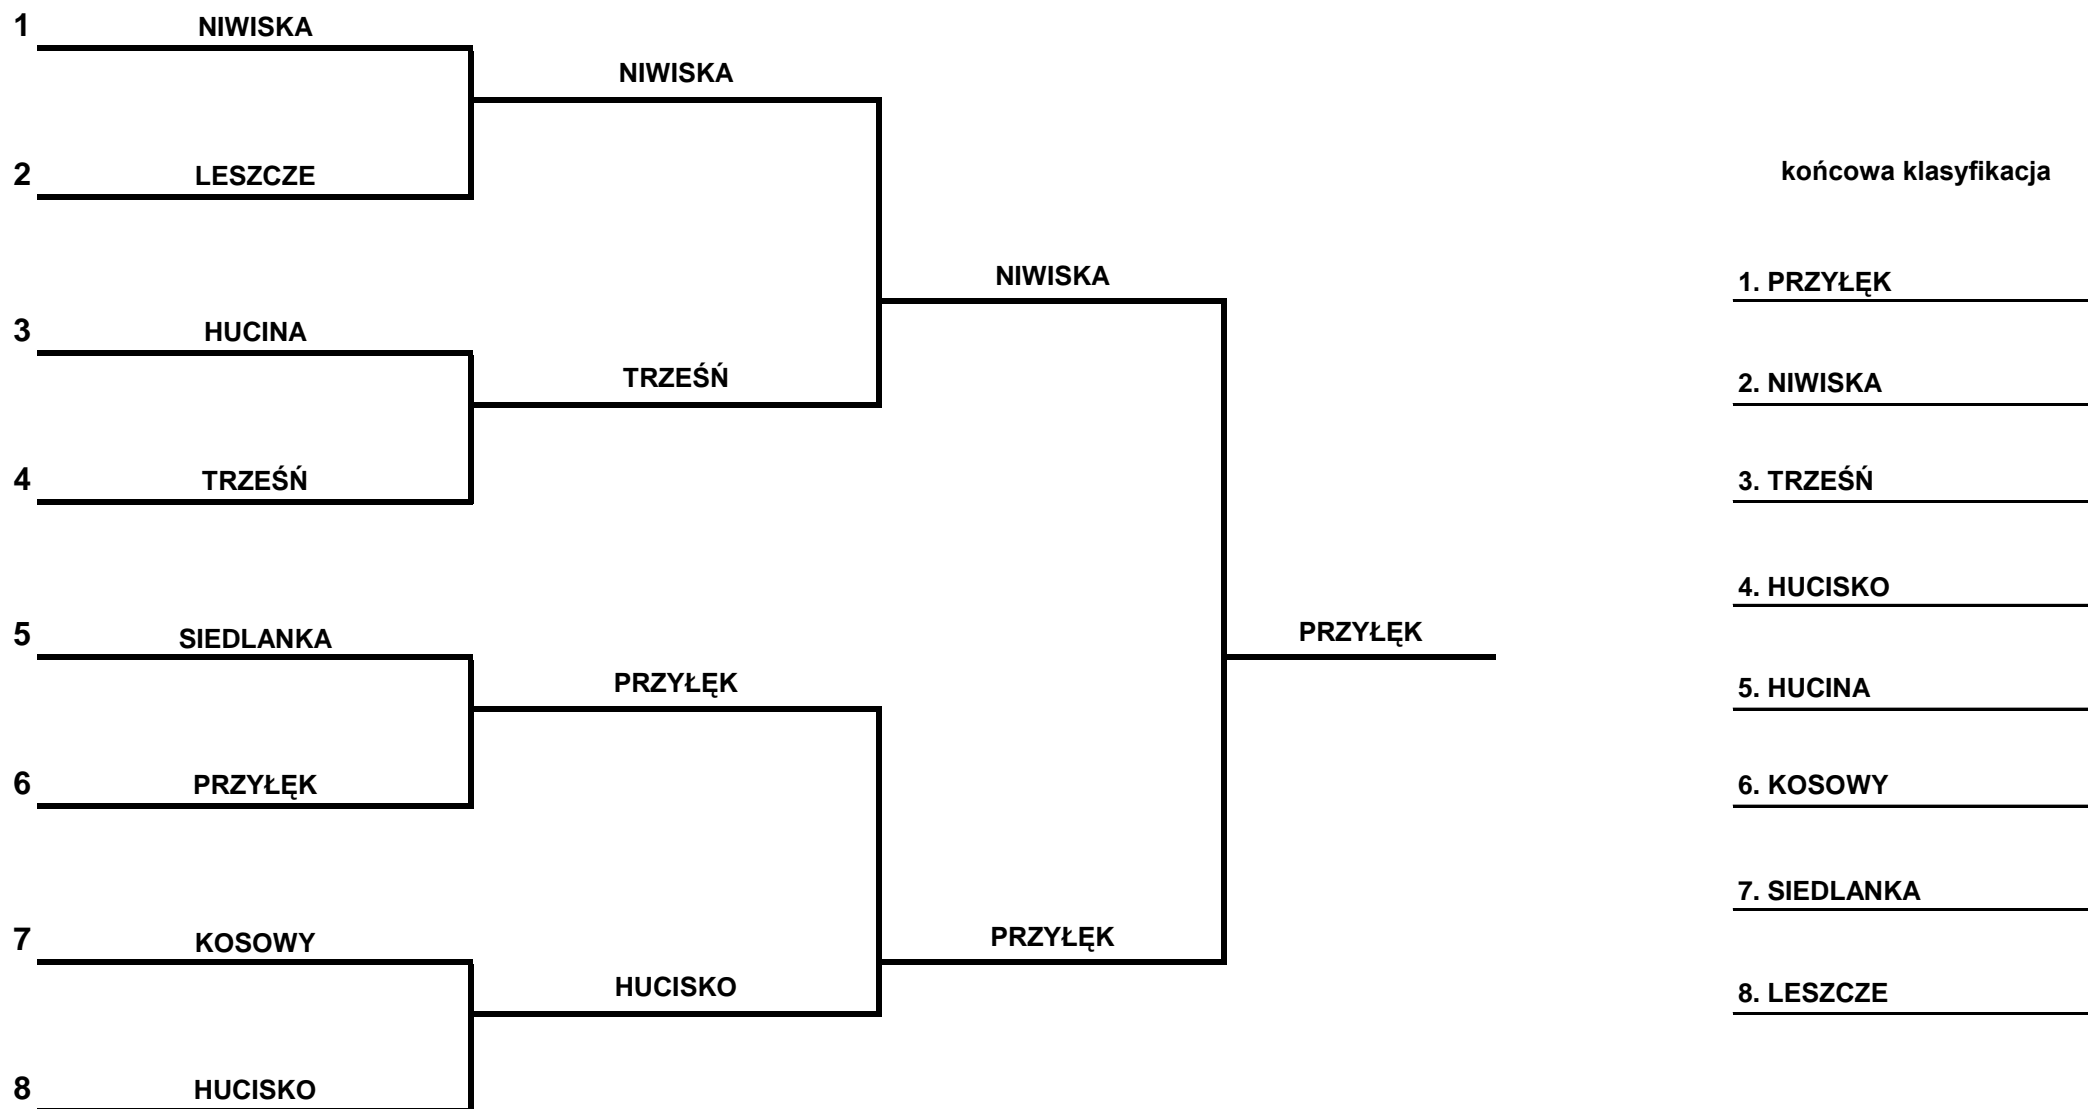 1 NIWISKA
NIWISKA
2 LESZCZE
NIWISKA
3 HUCINA
TRZEŚŃ
4 TRZEŚŃ
5 SIEDLANKA
PRZYŁĘK
PRZYŁĘK
6 PRZYŁĘK
7 KOSOWY
PRZYŁĘK
HUCISKO
8 HUCISKO
końcowa klasyfikacja
1. PRZYŁĘK
2. NIWISKA
3. TRZEŚŃ
4. HUCISKO
5. HUCINA
6. KOSOWY
7. SIEDLANKA
8. LESZCZE